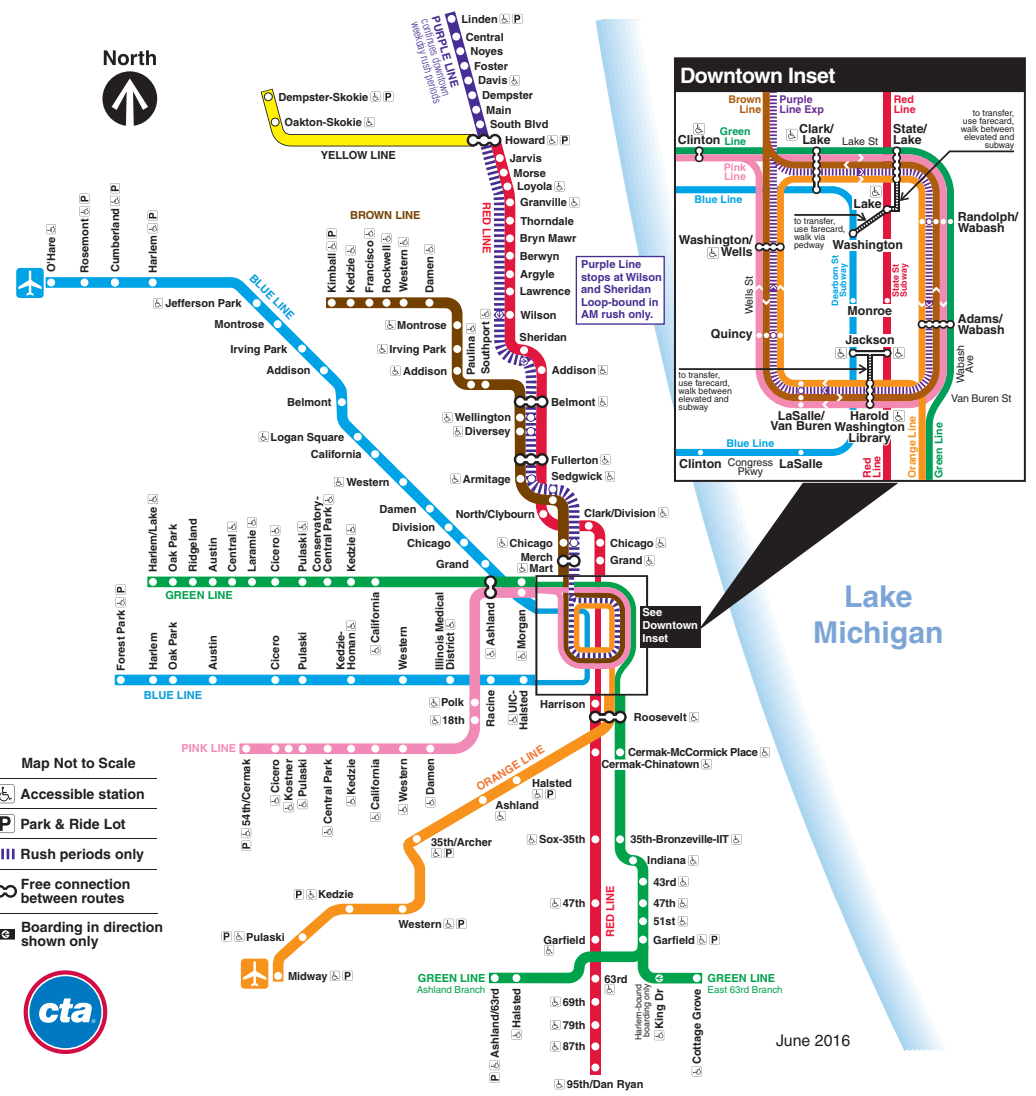 North
Linden P
Central
Noyes
Foster
Davis
Dempster
Main
South Blvd
Howard P
PURPLE LINE
continues downtown
weekday rush periods
Dempster-Skokie P
Oakton-Skokie
YELLOW LINE
Jarvis
Morse
Loyola
Granville
Thorndale
Bryn Mawr
Berwyn
Argyle
Lawrence
Wilson
Sheridan
Addison
Belmont
Fullerton
RED LINE
Purple Line
stops at Wilson
and Sheridan
Loop-bound in
AM rush only.
BROWN LINE
Kimball P
Kedzie
Francisco
Rockwell
Western
Damen
Montrose
Irving Park
Addison
Paulina
Southport
Wellington
Diversey
Armitage
Sedgwick
North/Clybourn
Clark/Division
Chicago
Chicago
Merch
Mart
Grand
O'Hare
Rosemont P
Cumberland P
Harlem P
BLUE LINE
Jefferson Park
Montrose
Irving Park
Addison
Belmont
Logan Square
California
Western
Damen
Division
Chicago
Grand
Harlem/Lake
Oak Park
Ridgeland
Austin
Central
Laramie
Cicero
Pulaski
Conservatory-
Central Park
Kedzie
California
Ashland
Morgan
GREEN LINE
Forest Park P
Harlem
Oak Park
Austin
Cicero
Pulaski
Kedzie-
Homan
Western
Illinois Medical
District
Racine
UIC-
Halsted
BLUE LINE
Polk
18th
PINK LINE
P 54th/Cermak
Cicero
Kostner
Pulaski
Central Park
Kedzie
California
Western
Damen
See
Downtown
Inset
Harrison
Roosevelt
Cermak-McCormick Place
Cermak-Chinatown
ORANGE LINE
Halsted
P
Ashland
35th/Archer
P
Western P
P Kedzie
P Pulaski
Midway P
Sox-35th
35th-Bronzeville-IIT
Indiana
43rd
47th
51st
Garfield P
47th
Garfield
RED LINE
63rd
69th
79th
87th
95th/Dan Ryan
GREEN LINE
Ashland Branch
P Ashland/63rd
Halsted
Harlem-bound
boarding only
King Dr
Cottage Grove
GREEN LINE
East 63rd Branch
Map Not to Scale
Accessible station
P Park & Ride Lot
Rush periods only
Free connection
between routes
Boarding in direction
shown only
cta
June 2016
Lake
Michigan
Downtown Inset
Brown
Line
Purple
Line Exp
Red
Line
to transfer,
use farecard,
walk between
elevated and
subway
Clinton
Green
Line
Clark/
Lake
Lake St
State/
Lake
Pink
Line
Blue Line
Lake
to transfer,
use farecard,
walk via
pedway
Washington
Randolph/
Wabash
Washington/
Wells
Wells St
Dearborn St
Subway
State St
Subway
Monroe
Quincy
Adams/
Wabash
Jackson
Wabash
Ave
to transfer,
use farecard,
walk between
elevated and
subway
Van Buren St
LaSalle/
Van Buren
Harold
Washington
Library
Blue Line
Clinton
Congress
Pkwy
LaSalle
Red
Line
Orange Line
Green Line